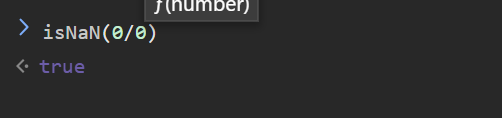 ƒ(number)
isNaN(0/0)
true